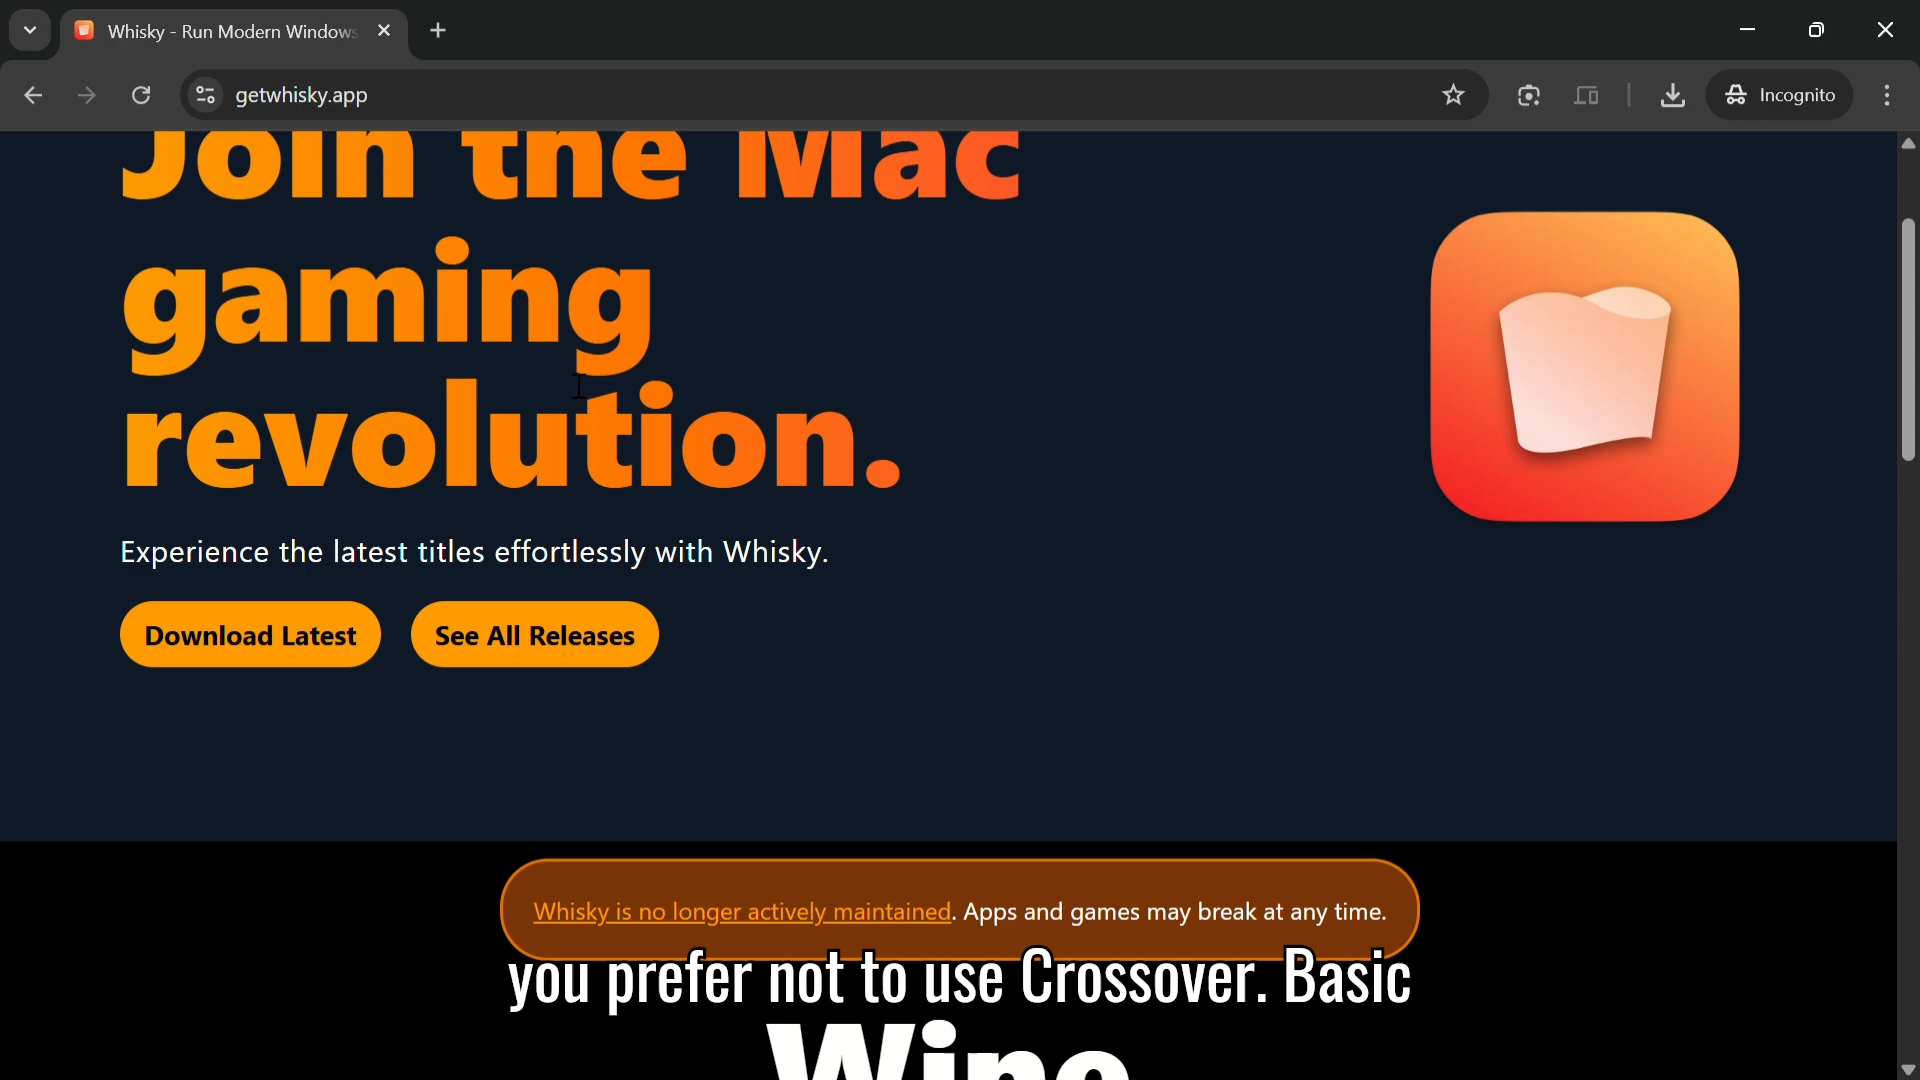 Whisky - Run Modern Windows
getwhisky.app
Incognito
Join the Mac
gaming
revolution.
Experience the latest titles effortlessly with Whisky.
Download Latest
See All Releases
Whisky is no longer actively maintained. Apps and games may break at any time.
you prefer not to use Crossover. Basic
Wine